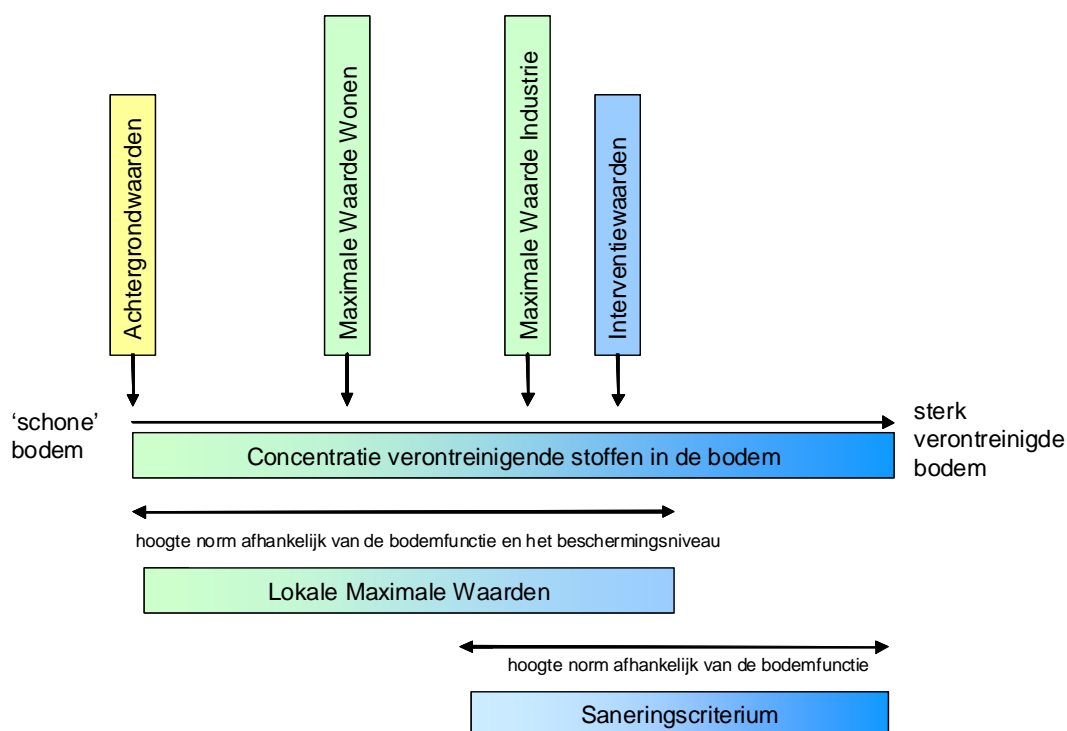 Achtergrondwaarden
Maximale Waarde Wonen
Maximale Waarde Industrie
Interventiewaarden
‘schone’
bodem
sterk
verontreinigde
bodem
Concentratie verontreinigende stoffen in de bodem
hoogte norm afhankelijk van de bodemfunctie en het beschermingsniveau
Lokale Maximale Waarden
hoogte norm afhankelijk van de bodemfunctie
Saneringscriterium